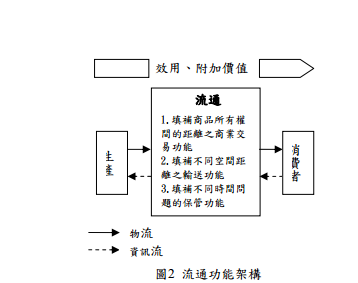 效用、附加價值
流通
1.填補商品所有權
間的距離之商業交
易功能
2.填補不同空間距
離之輸送功能
3.填補不同時間問
題的保管功能
生產
消費者
物流
資訊流
圖2 流通功能架構